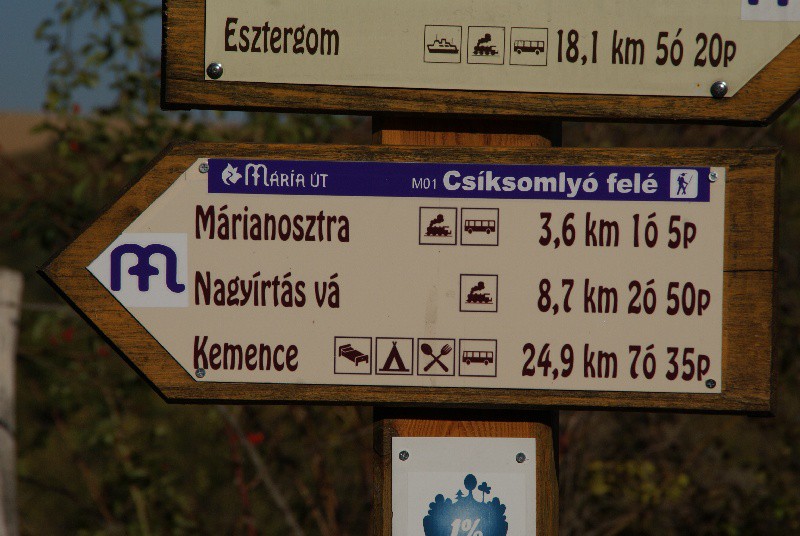 Esztergom 18,1 km 5ó 20p
MÁRIA ÚT M01 Csíksomlyó felé
Márianosztra 3,6 km 1ó 5p
Nagyírtás vá 8,7 km 2ó 50p
Kemence 24,9 km 7ó 35p
1%